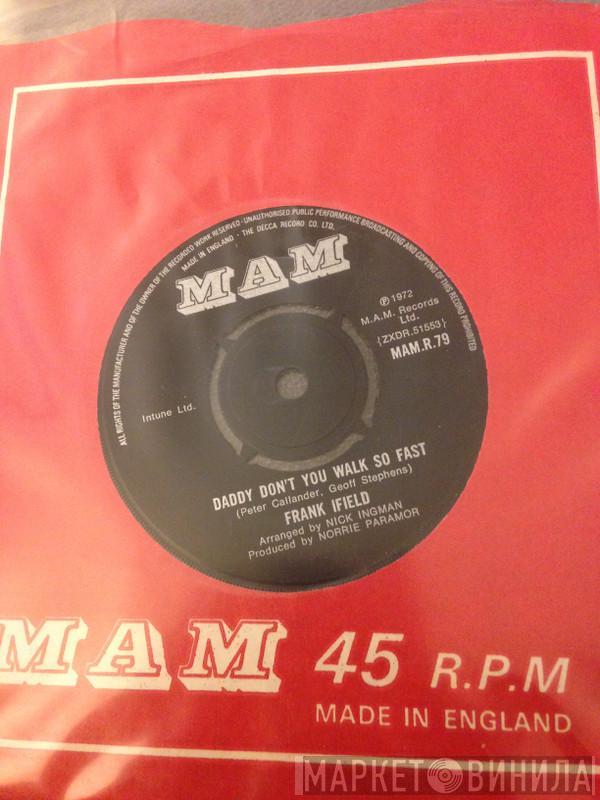 ALL RIGHTS OF THE MANUFACTURER AND OF THE OWNER OF THE RECORDED WORK RESERVED · UNAUTHORISED PUBLIC PERFORMANCE BROADCASTING AND COPYING OF THIS RECORD PROHIBITED
MADE IN ENGLAND · THE DECCA RECORD CO. LTD.
MAM
℗ 1972
M.A.M. Records
Ltd.
{ZXDR.51553}
MAM.R.79
Intune Ltd.
DADDY DON'T YOU WALK SO FAST
(Peter Callander, Geoff Stephens)
FRANK IFIELD
Arranged by NICK INGMAN
Produced by NORRIE PARAMOR
MAM 45 R.P.M
MADE IN ENGLAND
МАРКЕТ ВИНИЛА